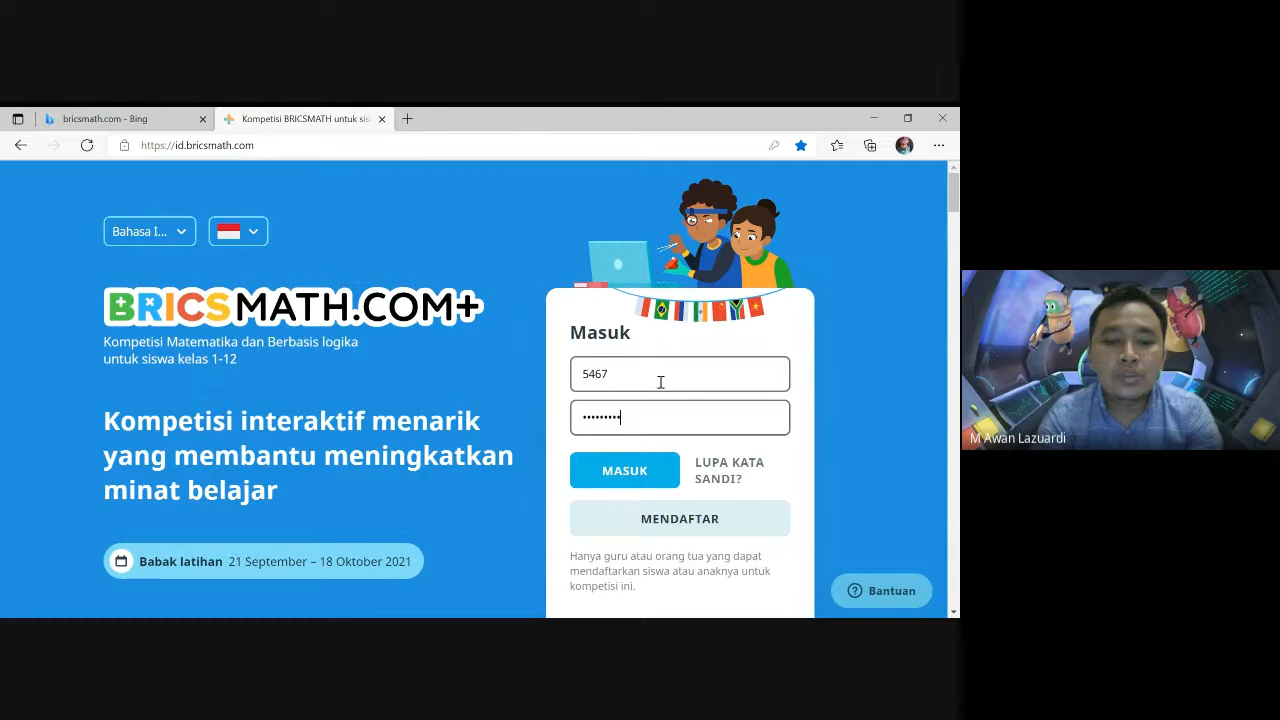 bricsmath.com - Bing
Kompetisi BRICSMATH untuk sis
https://id.bricsmath.com
Bahasa I...
BRICSMATH.COM+
Kompetisi Matematika dan Berbasis logika
untuk siswa kelas 1-12
Kompetisi interaktif menarik
yang membantu meningkatkan
minat belajar
Babak latihan 21 September – 18 Oktober 2021
Masuk
5467
•••••••••
MASUK
LUPA KATA
SANDI?
MENDAFTAR
Hanya guru atau orang tua yang dapat
mendaftarkan siswa atau anaknya untuk
kompetisi ini.
Bantuan
M Awan Lazuardi